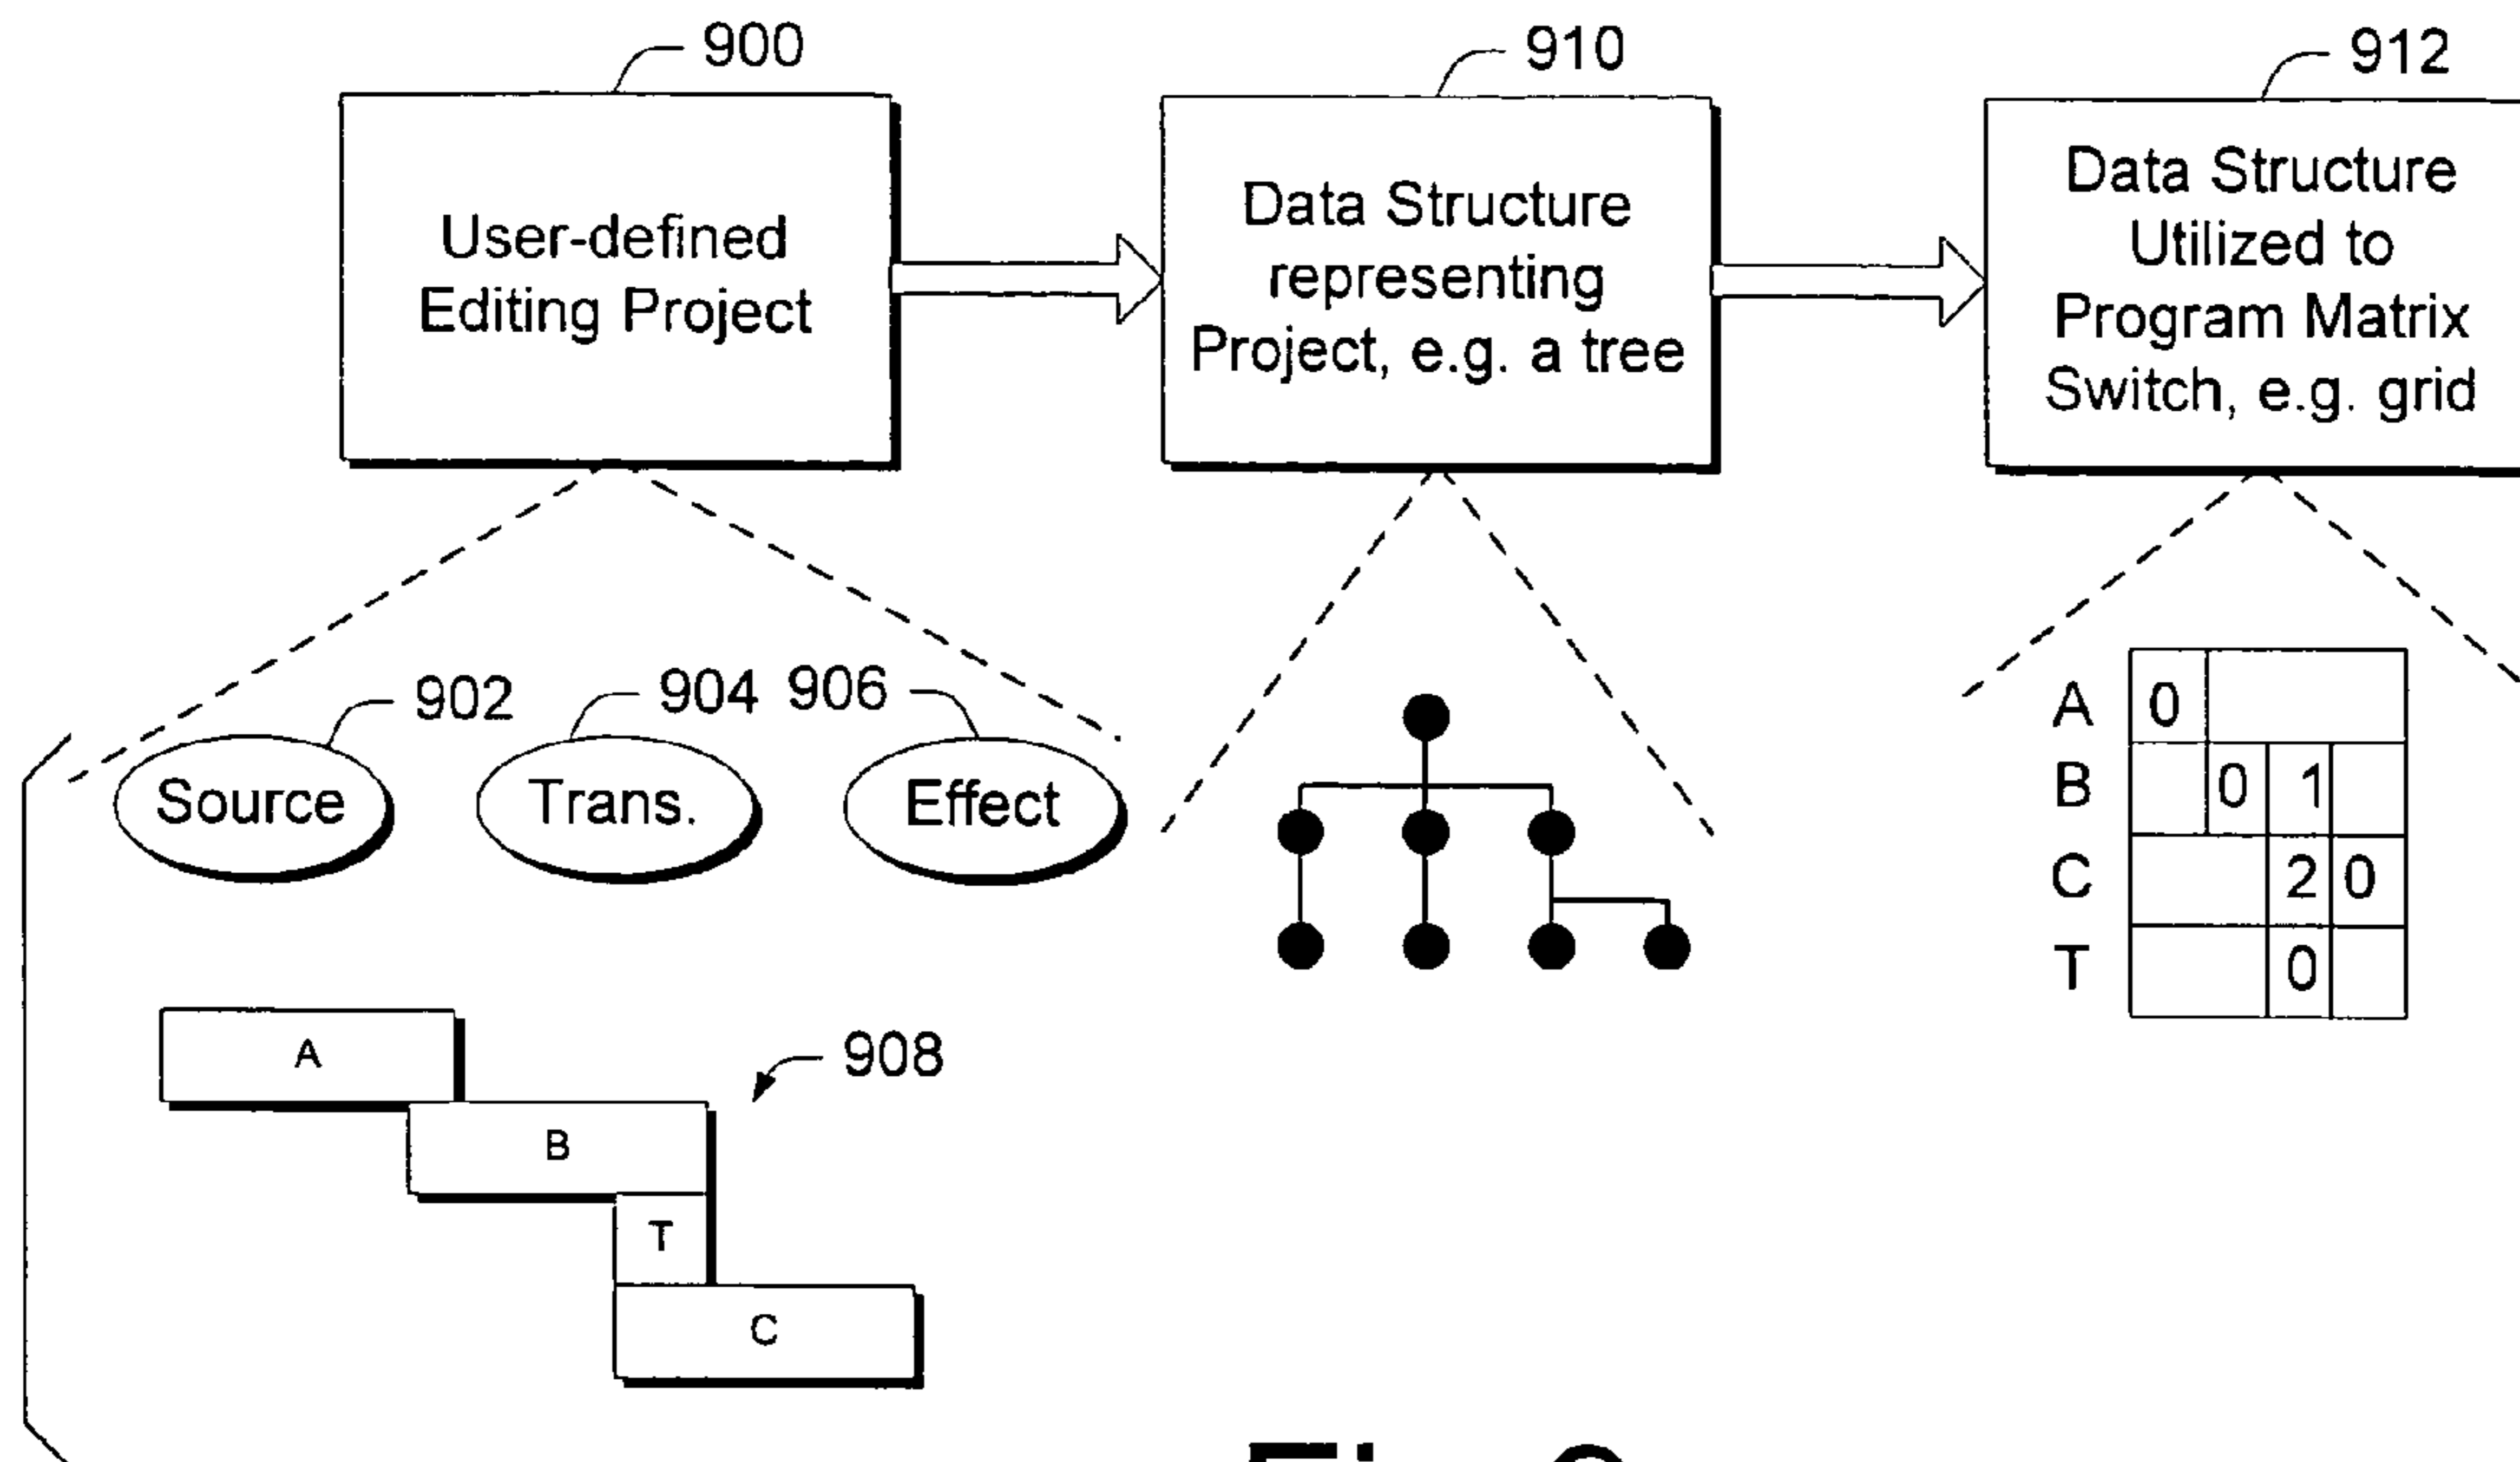 900
910
912
User-defined
Editing Project
Data Structure
representing
Project, e.g. a tree
Data Structure
Utilized to
Program Matrix
Switch, e.g. grid
902
904
906
Source
Trans.
Effect
A 0
B 0 1
C 2 0
T 0
A
908
B
T
C